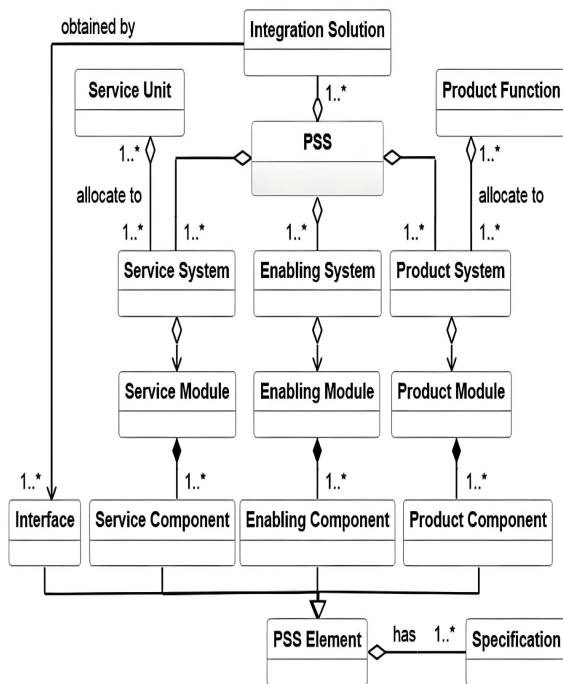 obtained by
Integration Solution
Service Unit
1..*
Product Function
PSS
1..*
1..*
allocate to
allocate to
1..*
1..*
1..*
1..*
1..*
Service System
Enabling System
Product System
Service Module
Enabling Module
Product Module
1..*
1..*
1..*
1..*
Interface
Service Component
Enabling Component
Product Component
PSS Element
has
1..*
Specification